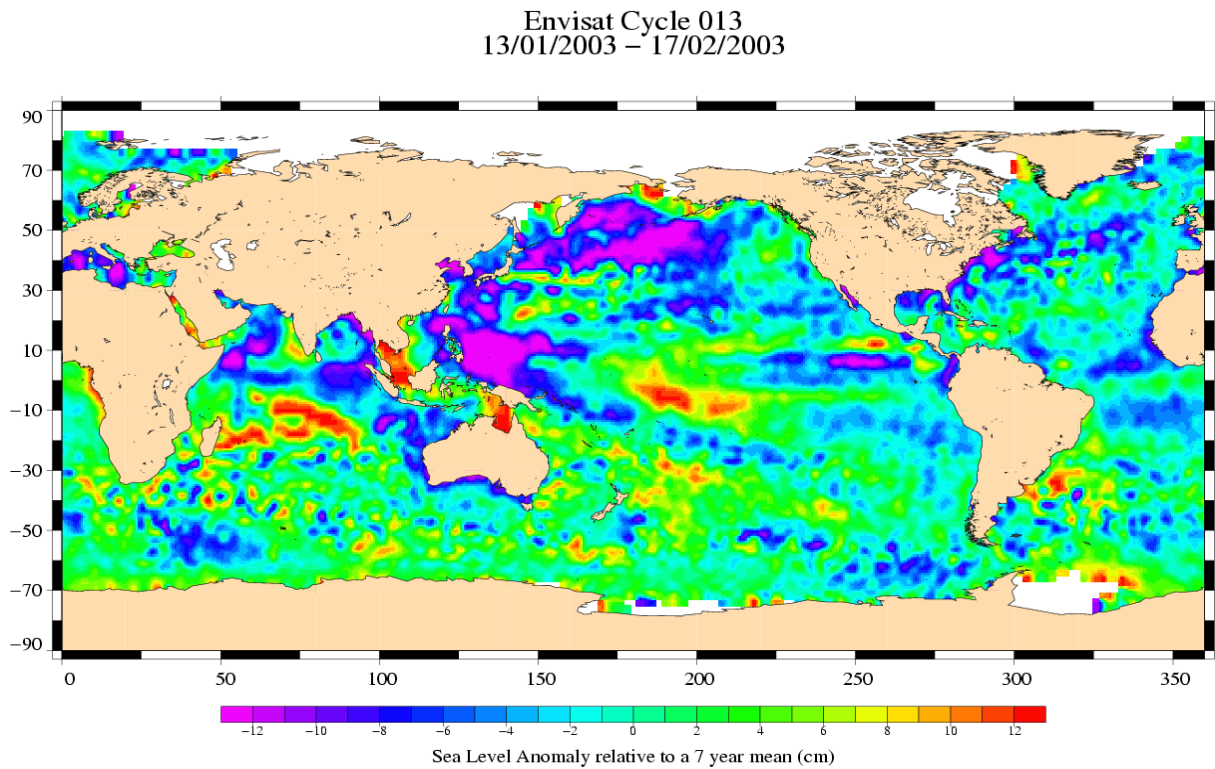 Envisat Cycle 013
13/01/2003 − 17/02/2003
90
70
50
30
10
−10
−30
−50
−70
−90
0 50 100 150 200 250 300 350
−12 −10 −8 −6 −4 −2 0 2 4 6 8 10 12
Sea Level Anomaly relative to a 7 year mean (cm)